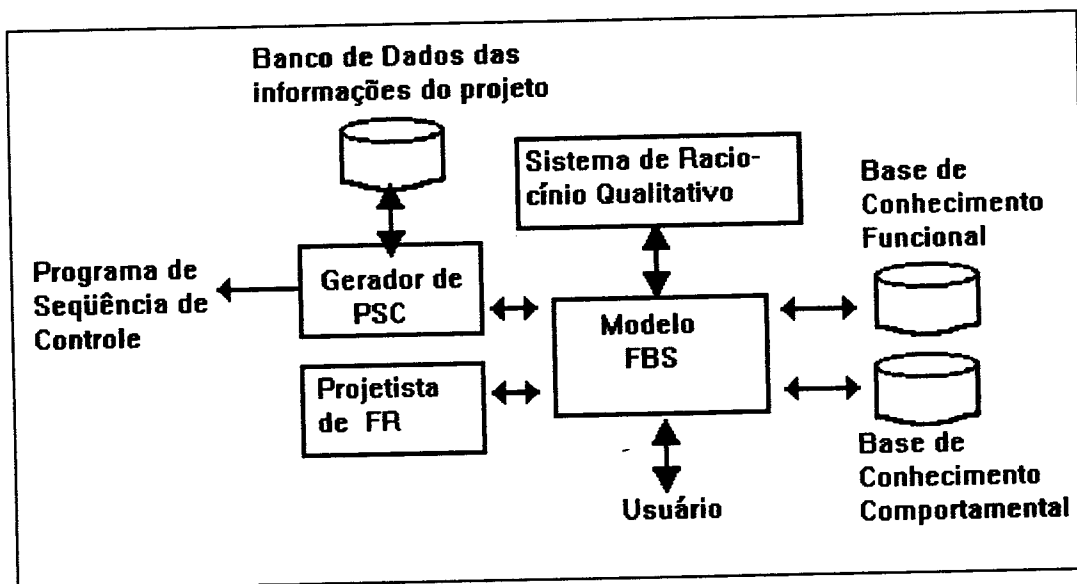 Banco de Dados das
informações do projeto
Sistema de Racio-
cínio Qualitativo
Base de
Conhecimento
Funcional
Programa de
Seqüência de
Controle
Gerador de
PSC
Modelo
FBS
Projetista
de FR
Usuário
Base de
Conhecimento
Comportamental